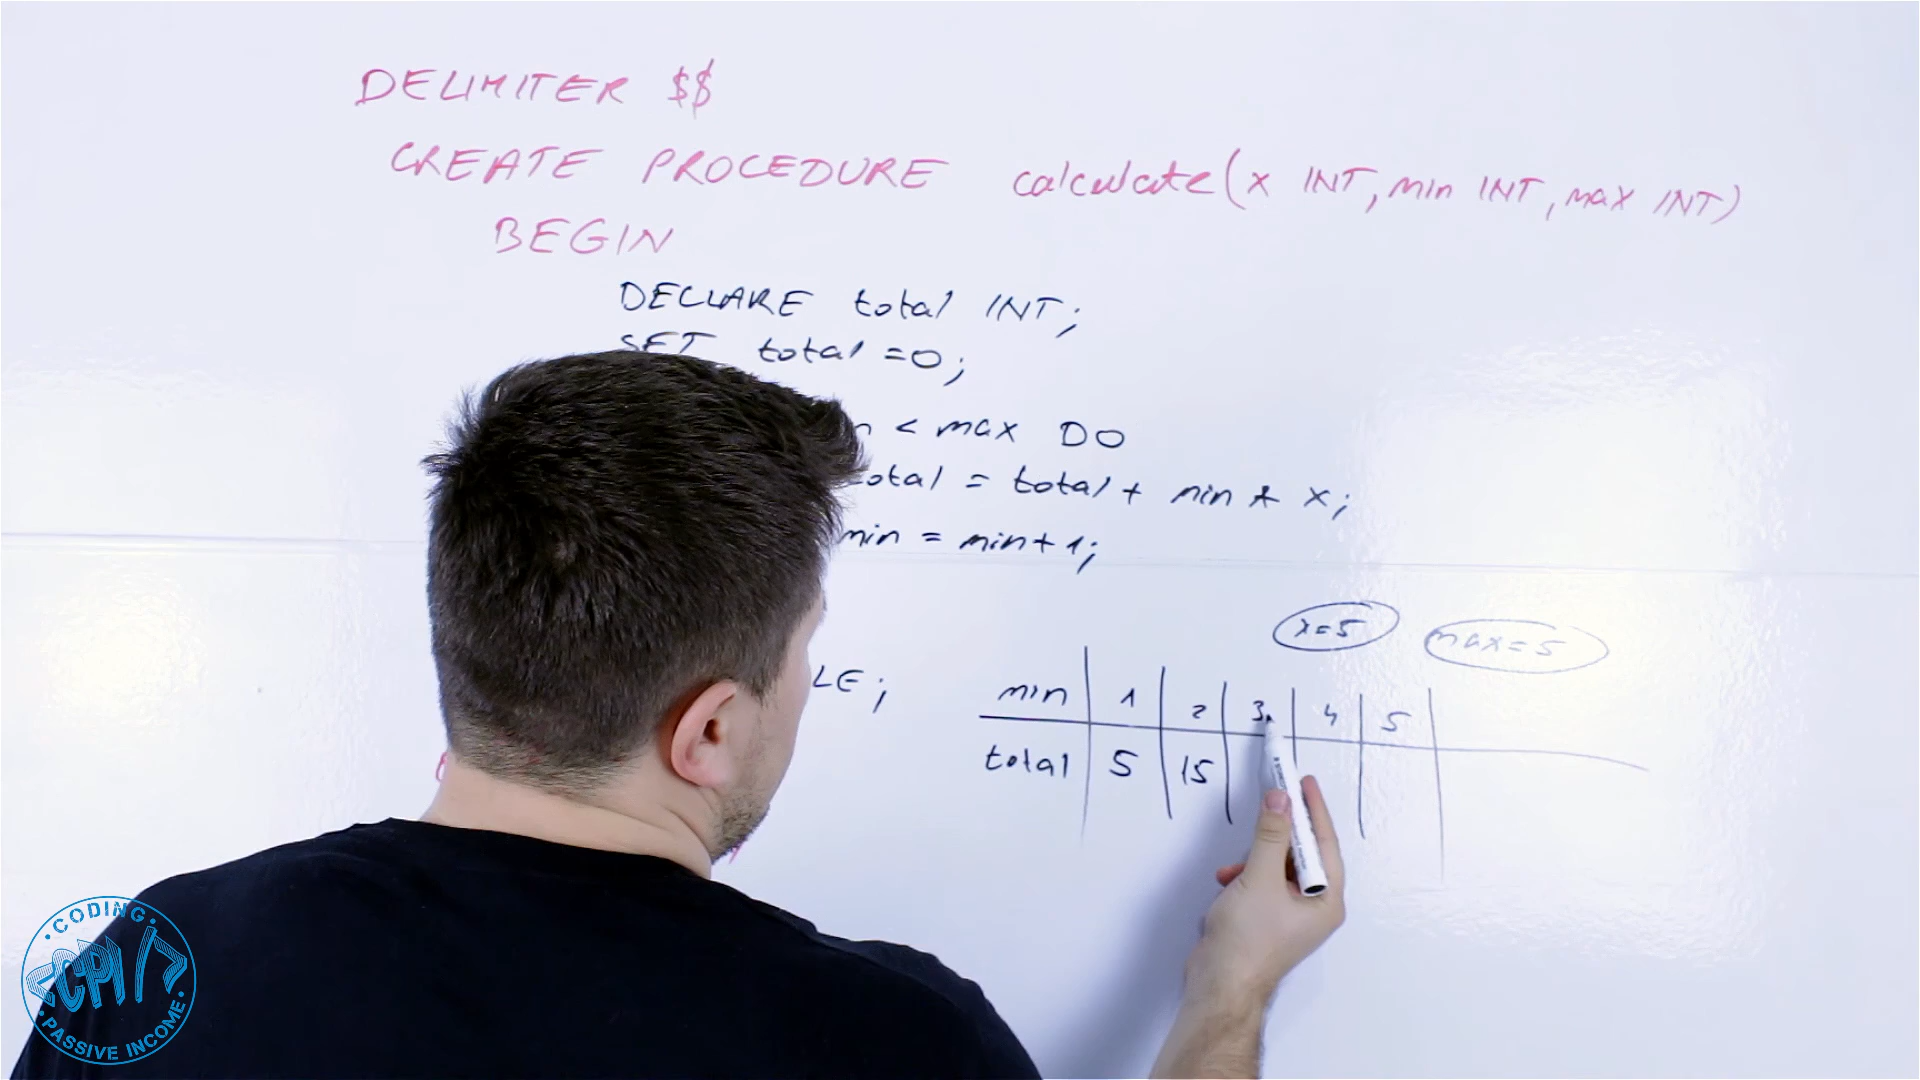 DELIMITER $$
CREATE PROCEDURE calculate(x INT, min INT, max INT)
BEGIN
DECLARE total INT;
SET total =0;
< max DO
total = total + min * x;
min = min+1;
x=5 max=5
LE;
min 1 2 3 4 5
total 5 15
CODING
<CPI/>
PASSIVE INCOME